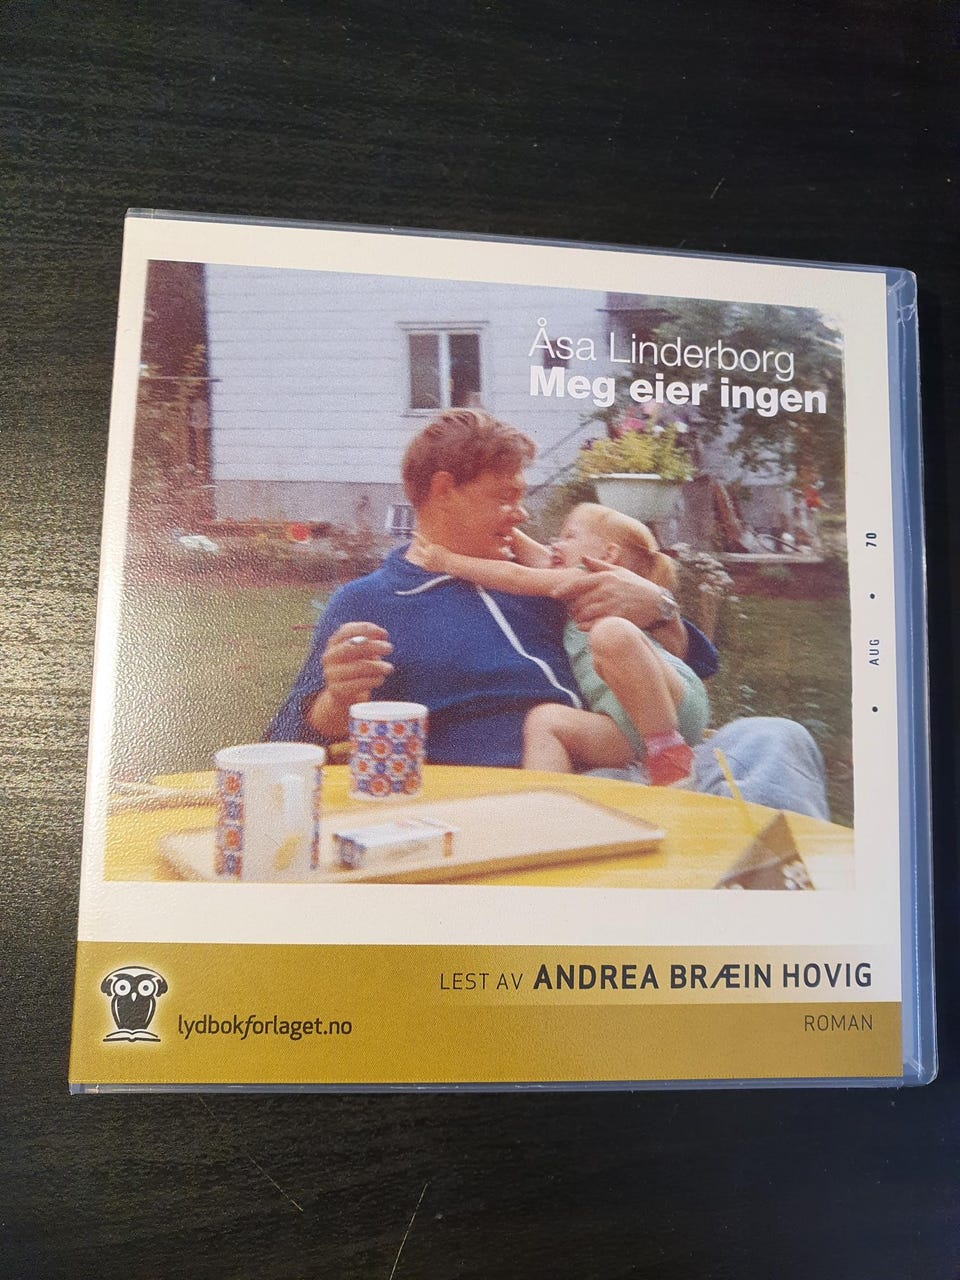 Åsa Linderborg
Meg eier ingen
• AUG • 70
LEST AV ANDREA BRÆIN HOVIG
lydbokforlaget.no
ROMAN